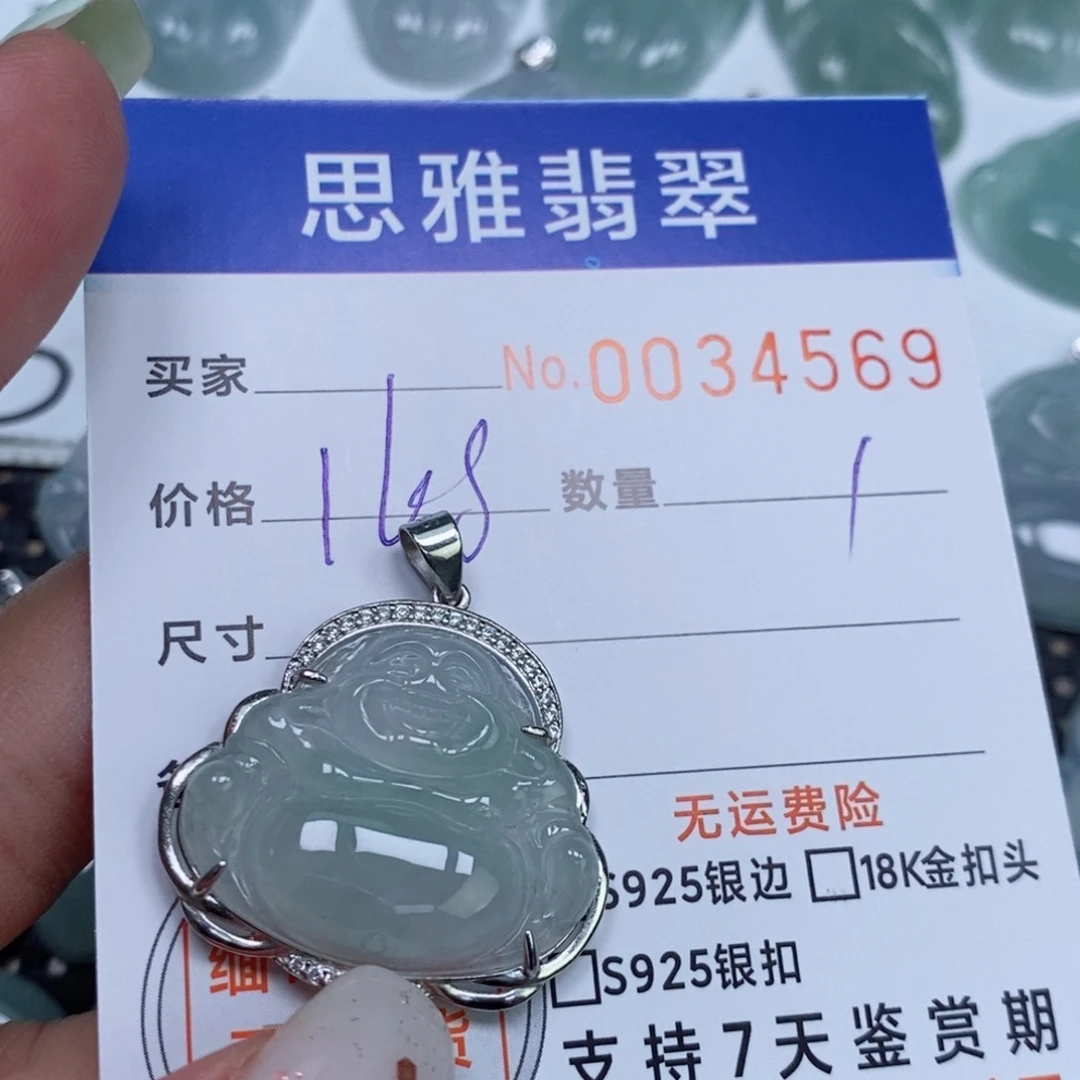 思雅翡翠
买家 No.0034569
价格 数量 1
尺寸
无运费险
S925银边 □18K金扣头
□S925银扣
缅
支持7天鉴赏期